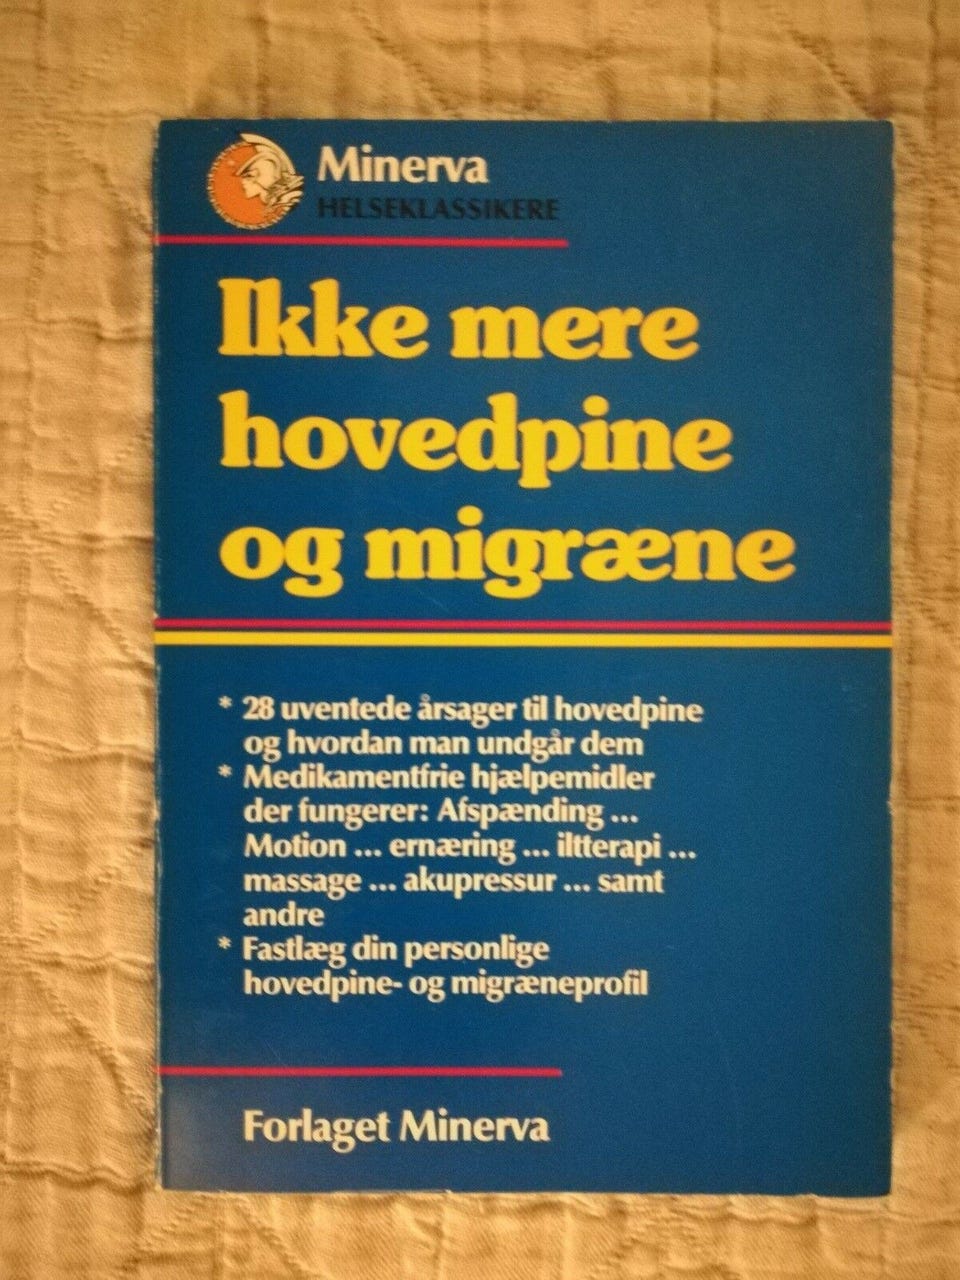 Minerva
HELSEKLASSIKERE
Ikke mere
hovedpine
og migræne
* 28 uventede årsager til hovedpine
og hvordan man undgår dem
* Medikamentfrie hjælpemidler
der fungerer: Afspænding ...
Motion ... ernæring ... iltterapi ...
massage ... akupressur ... samt
andre
* Fastlæg din personlige
hovedpine- og migræneprofil
Forlaget Minerva